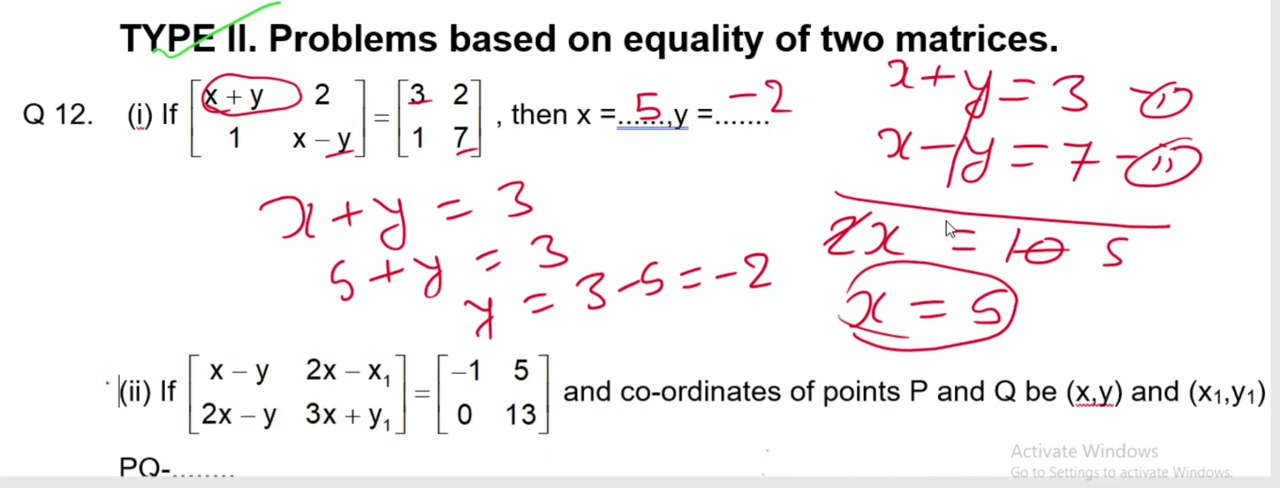 TYPE II. Problems based on equality of two matrices.
Q 12. (i) If [x + y 2 / 1 x – y] = [3 2 / 1 7] , then x =...5...,y =...–2....
x + y = 3 –(i)
x – y = 7 –(ii)
2x = 10 5
x = 5
x + y = 3
5 + y = 3
y = 3 – 5 = – 2
(ii) If [x – y 2x – x₁ / 2x – y 3x + y₁] = [–1 5 / 0 13] and co-ordinates of points P and Q be (x,y) and (x₁,y₁)
PQ-........
Activate Windows
Go to Settings to activate Windows.